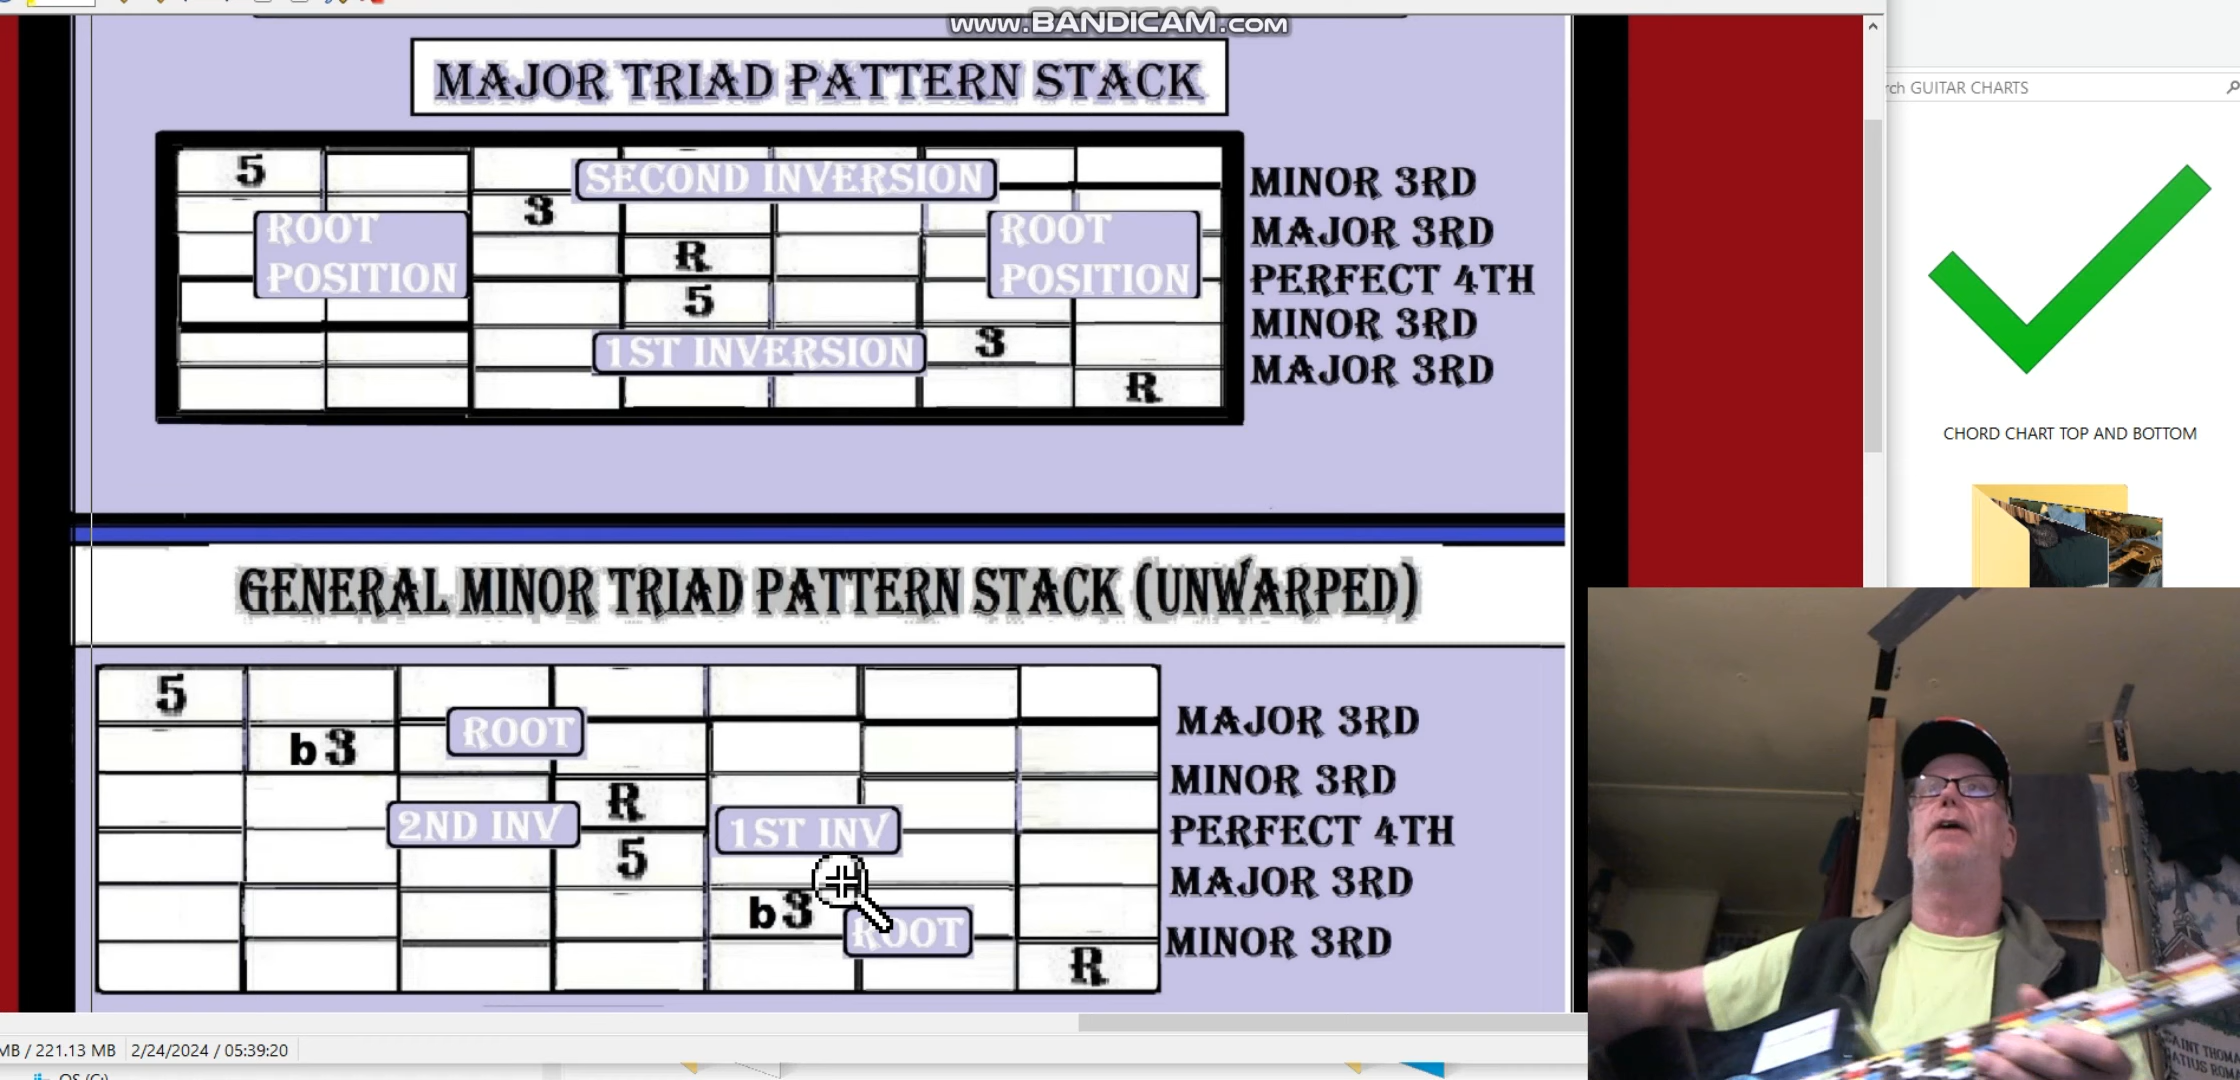 www.BANDICAM.com
MAJOR TRIAD PATTERN STACK
rch GUITAR CHARTS
5
SECOND INVERSION
MINOR 3RD
3
ROOT
POSITION
R
ROOT
POSITION
MAJOR 3RD
PERFECT 4TH
5
MINOR 3RD
1ST INVERSION
3
MAJOR 3RD
R
CHORD CHART TOP AND BOTTOM
GENERAL MINOR TRIAD PATTERN STACK (UNWARPED)
5
MAJOR 3RD
b3
ROOT
MINOR 3RD
R
2ND INV
1ST INV
PERFECT 4TH
5
MAJOR 3RD
b3
ROOT
MINOR 3RD
R
MB / 221.13 MB
2/24/2024 / 05:39:20
OS (C:)